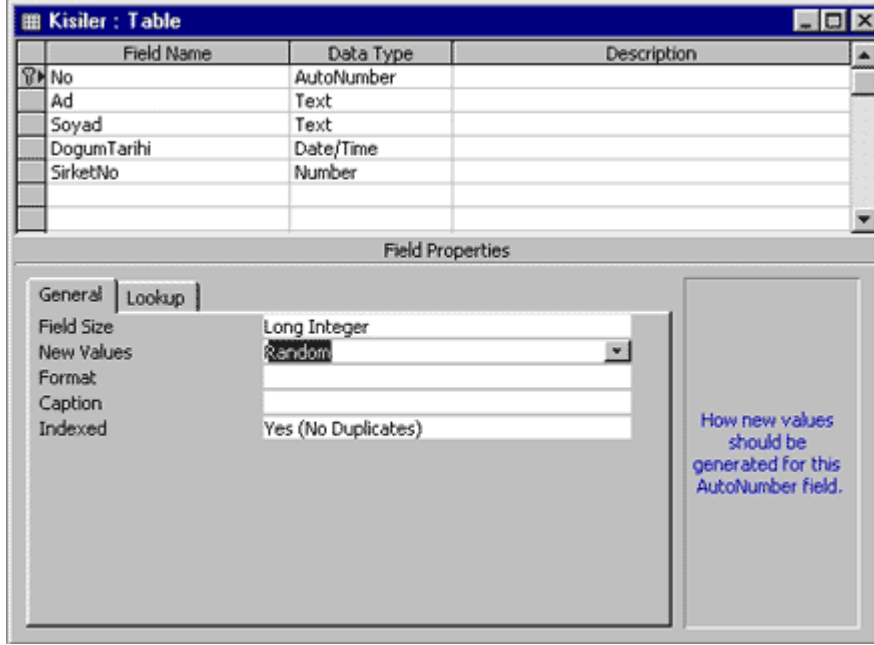 Kisiler : Table
Field Name Data Type Description
No AutoNumber
Ad Text
Soyad Text
DogumTarihi Date/Time
SirketNo Number
Field Properties
General Lookup
Field Size Long Integer
New Values Random
Format
Caption
Indexed Yes (No Duplicates)
How new values
should be
generated for this
AutoNumber field.